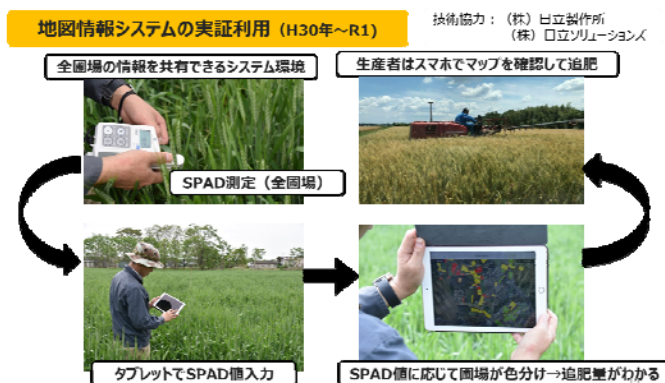 地図情報システムの実証利用（H30年～R1）
技術協力：（株）日立製作所
（株）日立ソリューションズ
全圃場の情報を共有できるシステム環境
生産者はスマホでマップを確認して追肥
SPAD測定（全圃場）
タブレットでSPAD値入力
SPAD値に応じて圃場が色分け→追肥量がわかる